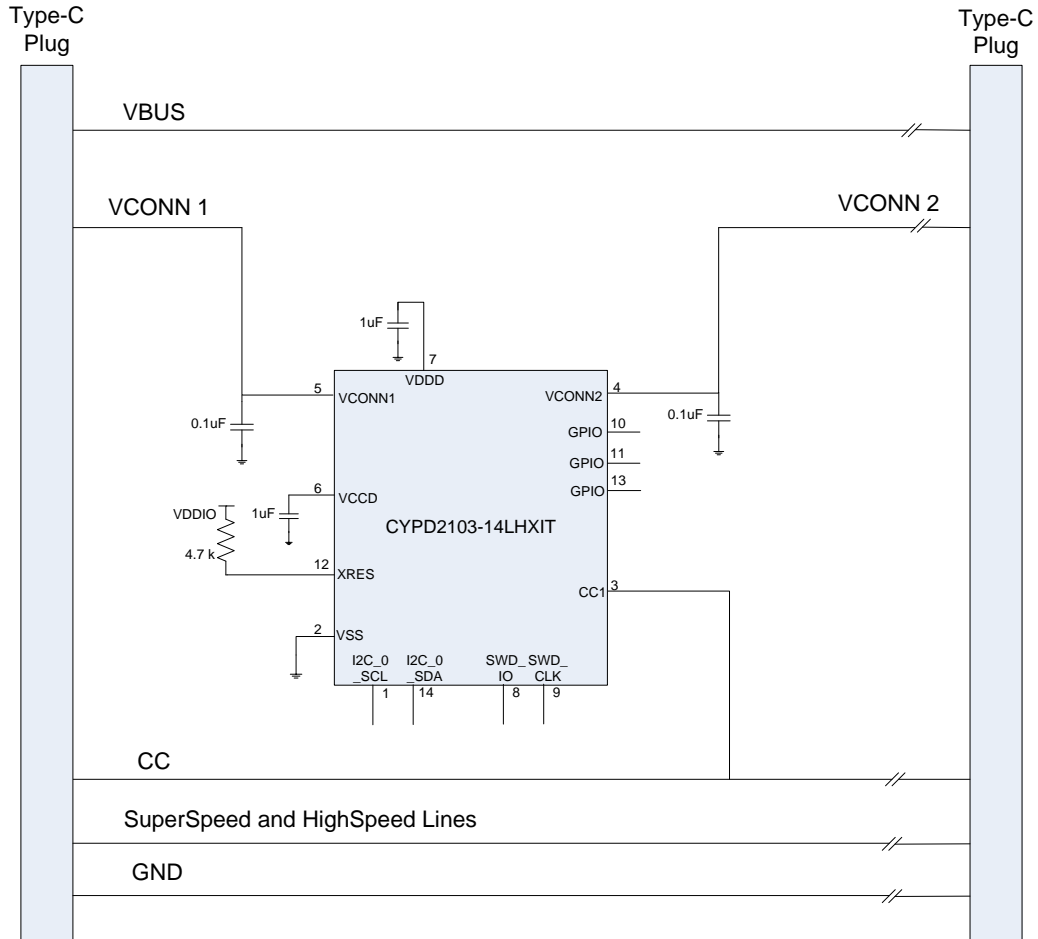 Type-C
Plug
Type-C
Plug
VBUS
VCONN 1
VCONN 2
1uF
7
VDDD
5
VCONN1
4
VCONN2
0.1uF
0.1uF
10
GPIO
11
GPIO
13
GPIO
6
VCCD
1uF
VDDIO
4.7 k
CYPD2103-14LHXIT
12
XRES
3
CC1
2
VSS
I2C_0
_SCL
I2C_0
_SDA
SWD_
IO
SWD_
CLK
1
14
8
9
CC
SuperSpeed and HighSpeed Lines
GND